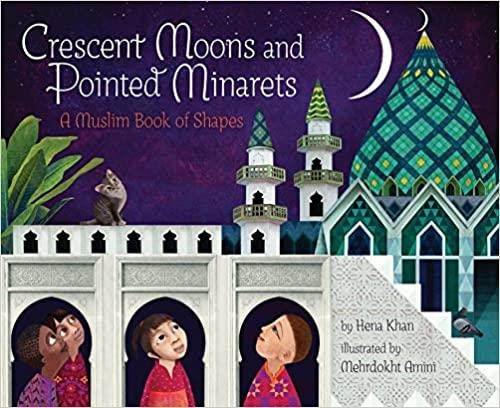 Crescent Moons and
Pointed Minarets
A Muslim Book of Shapes
by Hena Khan
illustrated by
Mehrdokht Amini